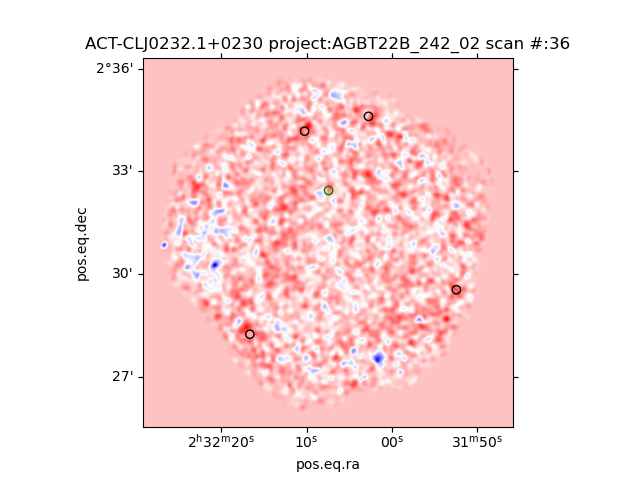 ACT-CLJ0232.1+0230 project:AGBT22B_242_02 scan #:36
2°36'
33'
30'
27'
pos.eq.dec
2ʰ32ᵐ20ˢ 10ˢ 00ˢ 31ᵐ50ˢ
pos.eq.ra